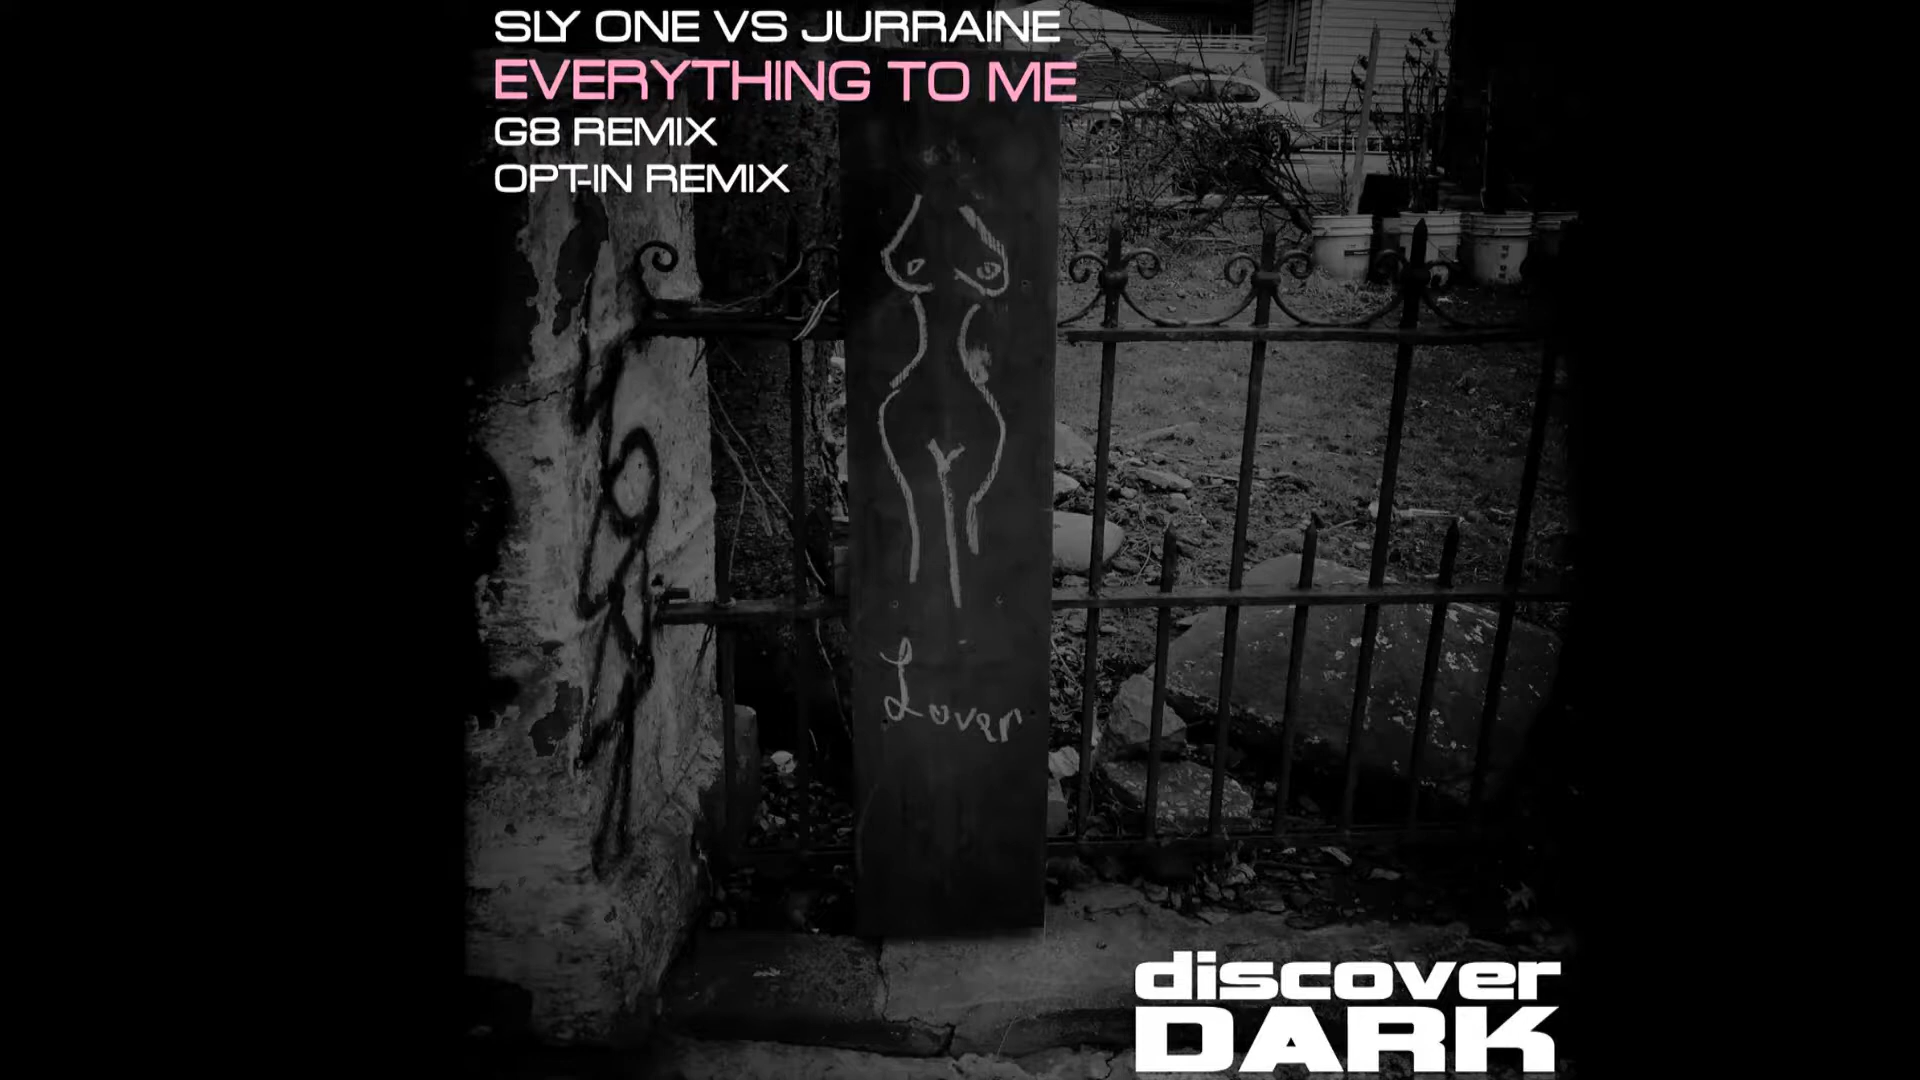 SLY ONE VS JURRAINE
EVERYTHING TO ME
G8 REMIX
OPT-IN REMIX
Lover
discover
DARK